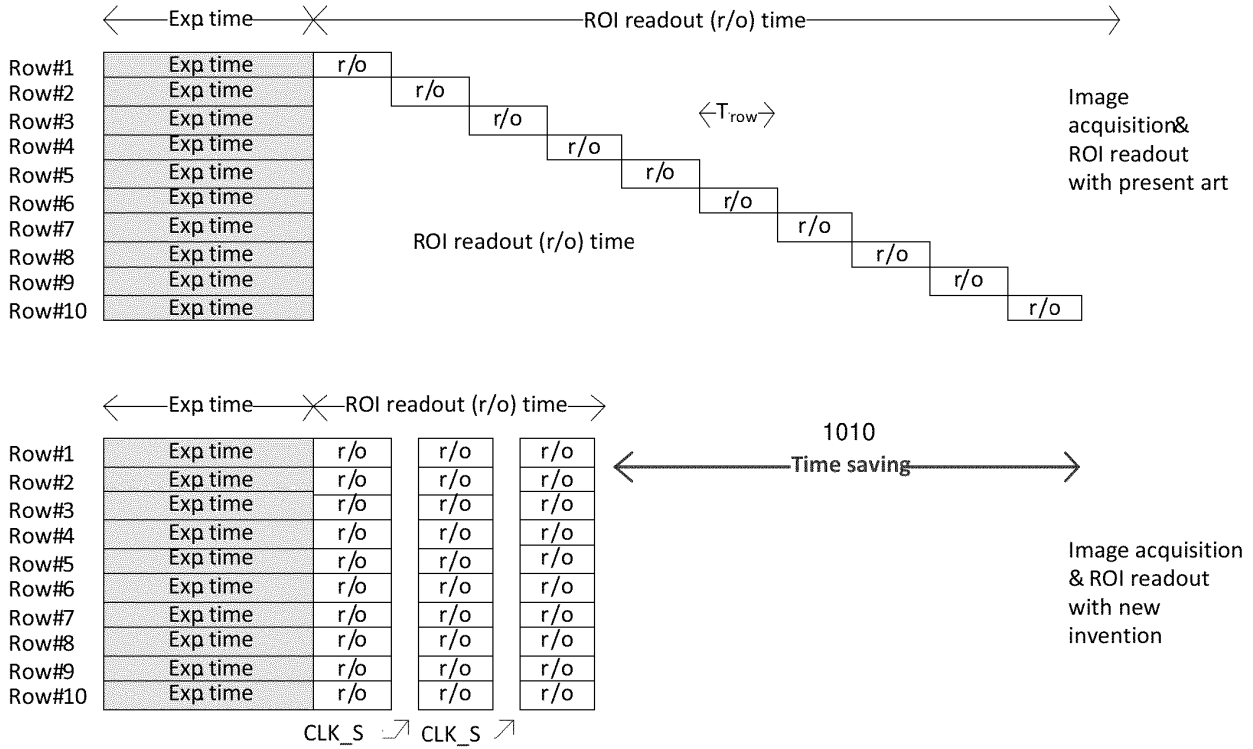 Exp. time ROI readout (r/o) time
Row#1 Exp. time r/o
Row#2 Exp. time r/o
Row#3 Exp. time r/o
Row#4 Exp. time r/o
Row#5 Exp. time r/o
Row#6 Exp. time r/o
Row#7 Exp. time r/o
Row#8 Exp. time r/o
Row#9 Exp. time r/o
Row#10 Exp. time r/o
Trow
ROI readout (r/o) time
Image
acquisition&
ROI readout
with present art
Exp. time ROI readout (r/o) time
Row#1 Exp. time r/o r/o r/o
Row#2 Exp. time r/o r/o r/o
Row#3 Exp. time r/o r/o r/o
Row#4 Exp. time r/o r/o r/o
Row#5 Exp. time r/o r/o r/o
Row#6 Exp. time r/o r/o r/o
Row#7 Exp. time r/o r/o r/o
Row#8 Exp. time r/o r/o r/o
Row#9 Exp. time r/o r/o r/o
Row#10 Exp. time r/o r/o r/o
CLK_S CLK_S
1010
Time saving
Image acquisition
& ROI readout
with new
invention